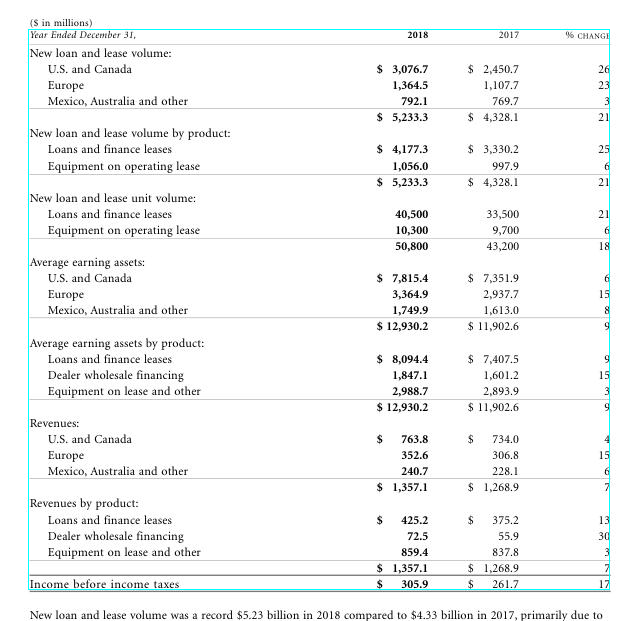 ($ in millions)
Year Ended December 31, 2018 2017 % CHANGE
New loan and lease volume:
U.S. and Canada $ 3,076.7 $ 2,450.7 26
Europe 1,364.5 1,107.7 23
Mexico, Australia and other 792.1 769.7 3
$ 5,233.3 $ 4,328.1 21
New loan and lease volume by product:
Loans and finance leases $ 4,177.3 $ 3,330.2 25
Equipment on operating lease 1,056.0 997.9 6
$ 5,233.3 $ 4,328.1 21
New loan and lease unit volume:
Loans and finance leases 40,500 33,500 21
Equipment on operating lease 10,300 9,700 6
50,800 43,200 18
Average earning assets:
U.S. and Canada $ 7,815.4 $ 7,351.9 6
Europe 3,364.9 2,937.7 15
Mexico, Australia and other 1,749.9 1,613.0 8
$ 12,930.2 $ 11,902.6 9
Average earning assets by product:
Loans and finance leases $ 8,094.4 $ 7,407.5 9
Dealer wholesale financing 1,847.1 1,601.2 15
Equipment on lease and other 2,988.7 2,893.9 3
$ 12,930.2 $ 11,902.6 9
Revenues:
U.S. and Canada $ 763.8 $ 734.0 4
Europe 352.6 306.8 15
Mexico, Australia and other 240.7 228.1 6
$ 1,357.1 $ 1,268.9 7
Revenues by product:
Loans and finance leases $ 425.2 $ 375.2 13
Dealer wholesale financing 72.5 55.9 30
Equipment on lease and other 859.4 837.8 3
$ 1,357.1 $ 1,268.9 7
Income before income taxes $ 305.9 $ 261.7 17
New loan and lease volume was a record $5.23 billion in 2018 compared to $4.33 billion in 2017, primarily due to